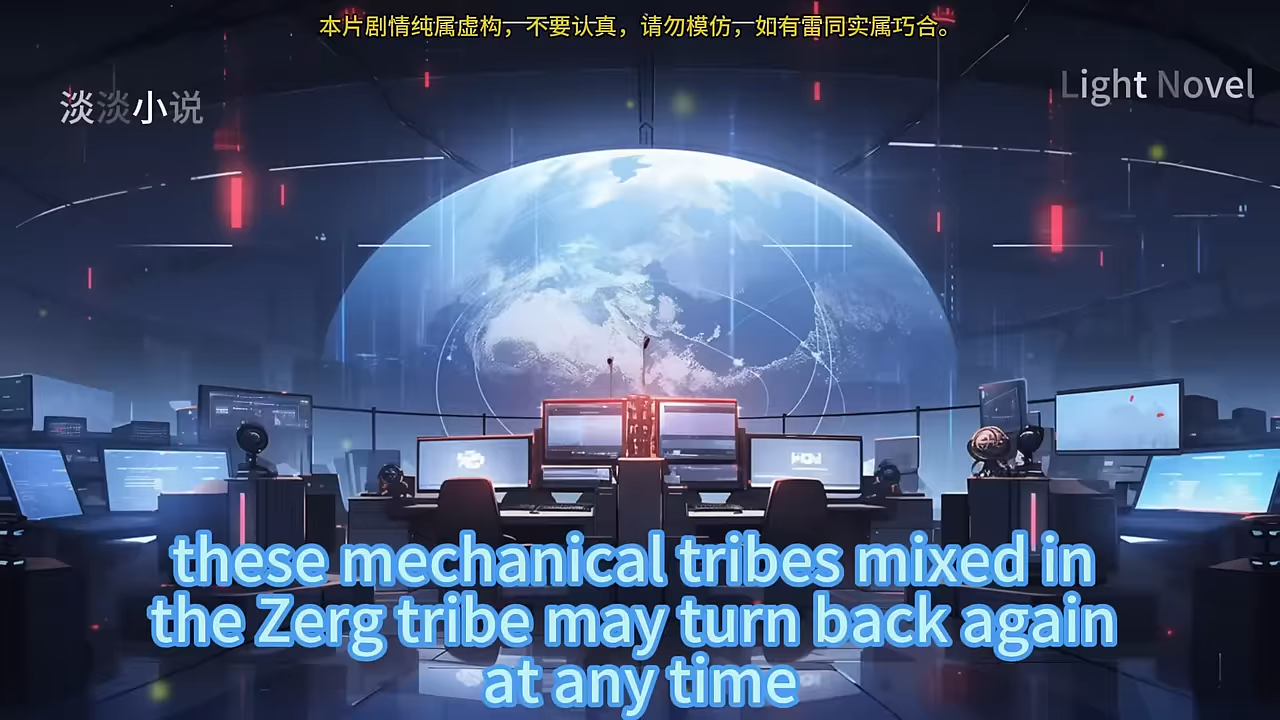 本片剧情纯属虚构，不要认真，请勿模仿，如有雷同实属巧合。
淡淡小说
Light Novel
these mechanical tribes mixed in
the Zerg tribe may turn back again
at any time